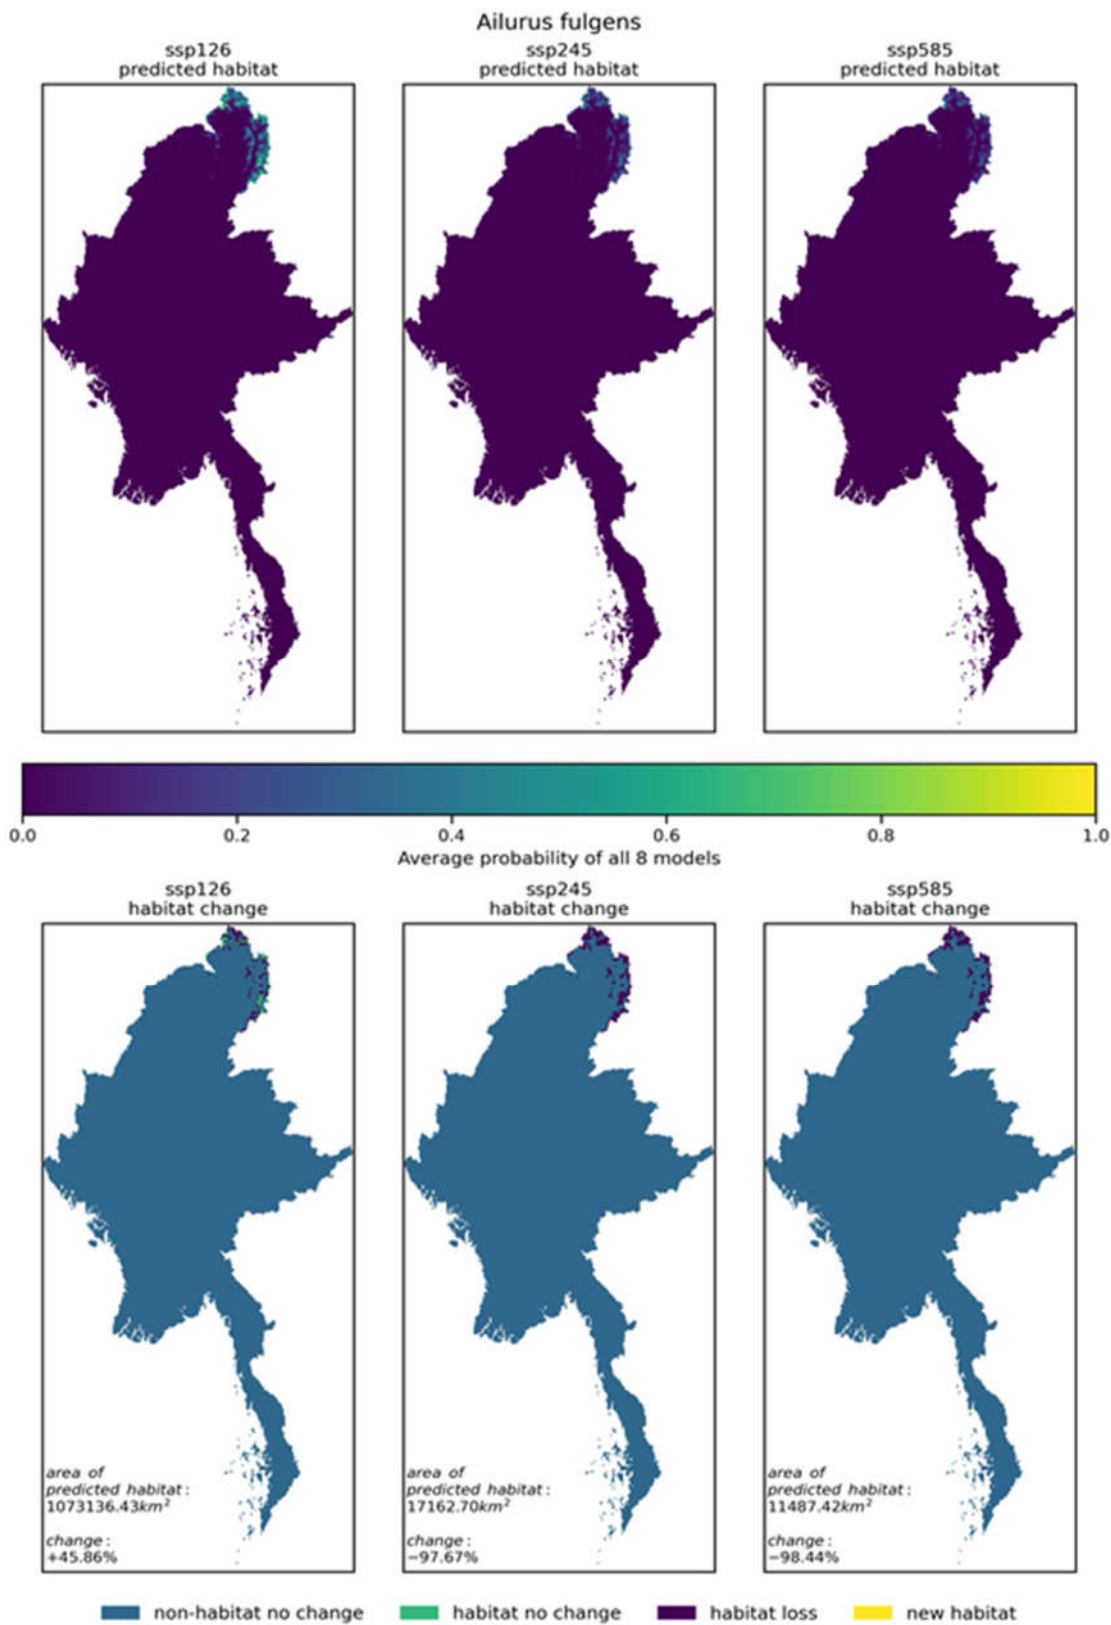 Ailurus fulgens
ssp126
predicted habitat
ssp245
predicted habitat
ssp585
predicted habitat
0.0 0.2 0.4 0.6 0.8 1.0
Average probability of all 8 models
ssp126
habitat change
ssp245
habitat change
ssp585
habitat change
area of
predicted habitat:
1073136.43km²
change:
+45.86%
area of
predicted habitat:
17162.70km²
change:
−97.67%
area of
predicted habitat:
11487.42km²
change:
−98.44%
non-habitat no change habitat no change habitat loss new habitat